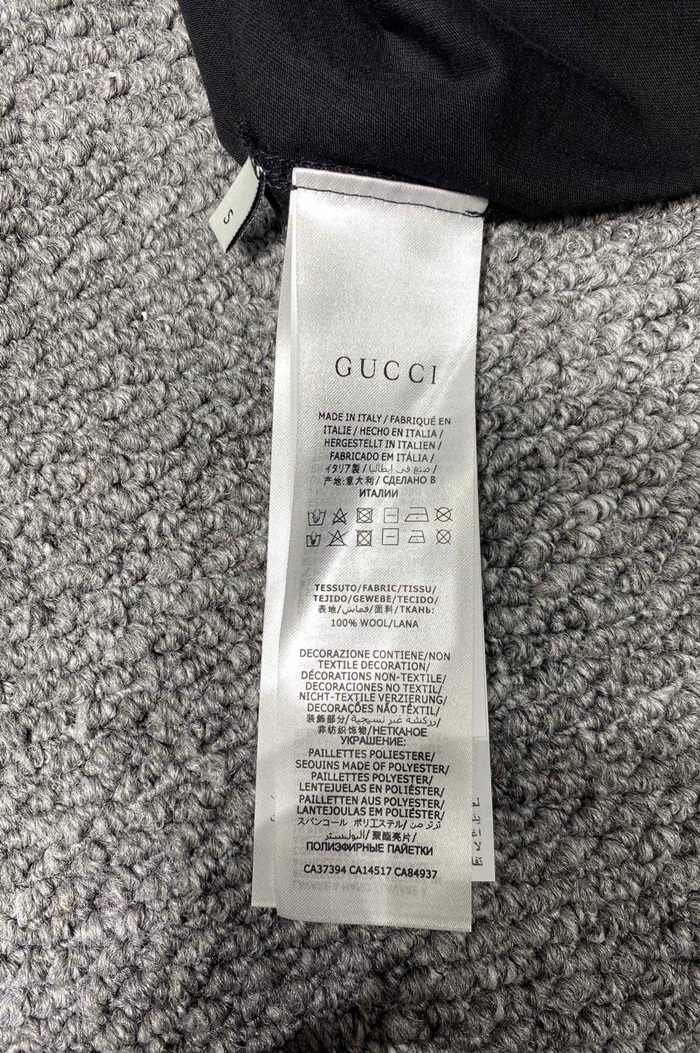 S
GUCCI
MADE IN ITALY / FABRIQUÉ EN
ITALIE / HECHO EN ITALIA /
HERGESTELLT IN ITALIEN /
FABRICADO EM ITÁLIA /
イタリア製 / صنع في إيطاليا /
产地:意大利 / СДЕЛАНО В
ИТАЛИИ
TESSUTO/FABRIC/TISSU/
TEJIDO/GEWEBE/TECIDO/
表地/قماش/面料/ТКАНЬ:
100% WOOL/LANA
DECORAZIONE CONTIENE/NON
TEXTILE DECORATION/
DÉCORATIONS NON-TEXTILE/
DECORACIONES NO TEXTIL/
NICHT-TEXTILE VERZIERUNG/
DECORAÇÕES NÃO TÊXTIL/
装飾部分/زركشة غير نسيجية/
非纺织饰物/НЕТКАНОЕ
УКРАШЕНИЕ:
PAILLETTES POLIESTERE/
SEQUINS MADE OF POLYESTER/
PAILLETTES POLYESTER/
LENTEJUELAS EN POLIÉSTER/
PAILLETTEN AUS POLYESTER/
LANTEJOULAS EM POLIÉSTER/
スパンコール ポリエステル/ترتر من
البوليستر/聚酯亮片/
ПОЛИЭФИРНЫЕ ПАЙЕТКИ
CA37394 CA14517 CA84937